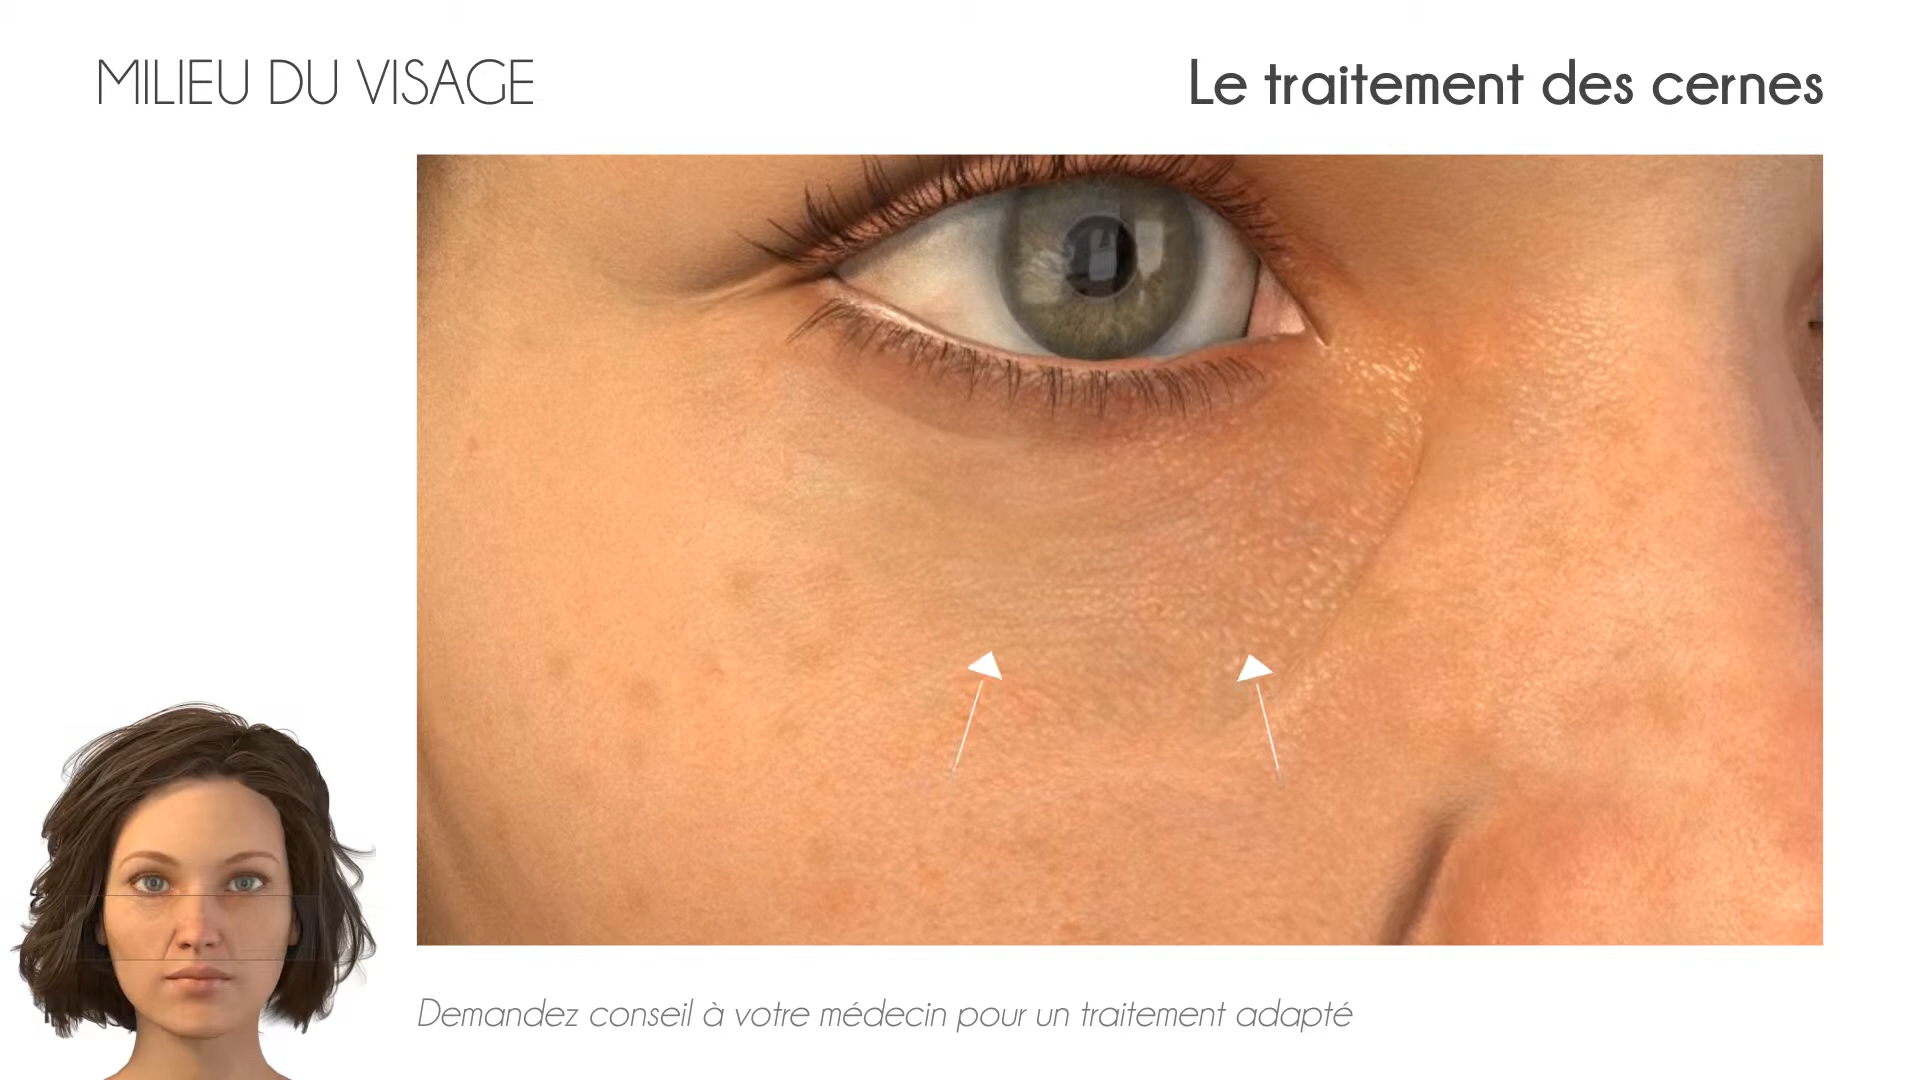 MILIEU DU VISAGE
Le traitement des cernes
Demandez conseil à votre médecin pour un traitement adapté